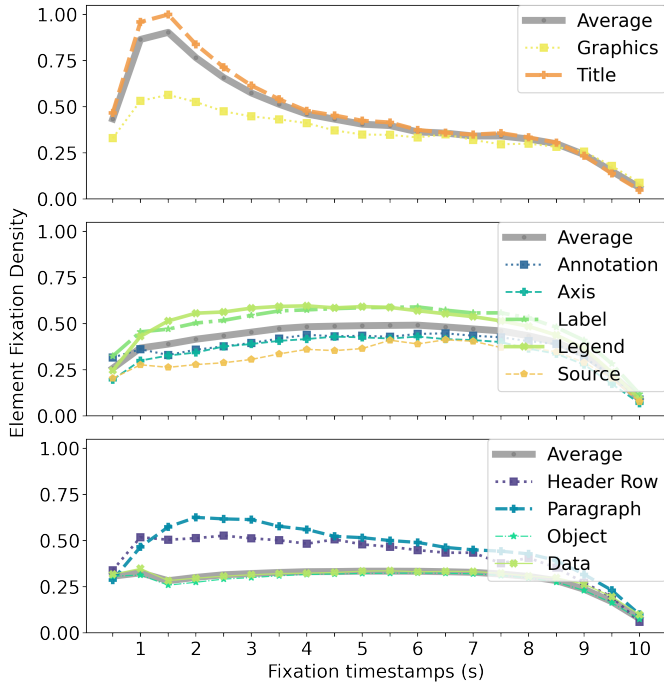 1.00
0.75
0.50
0.25
0.00
Average
Graphics
Title
Element Fixation Density
1.00
0.75
0.50
0.25
0.00
Average
Annotation
Axis
Label
Legend
Source
1.00
0.75
0.50
0.25
0.00
Average
Header Row
Paragraph
Object
Data
1 2 3 4 5 6 7 8 9 10
Fixation timestamps (s)